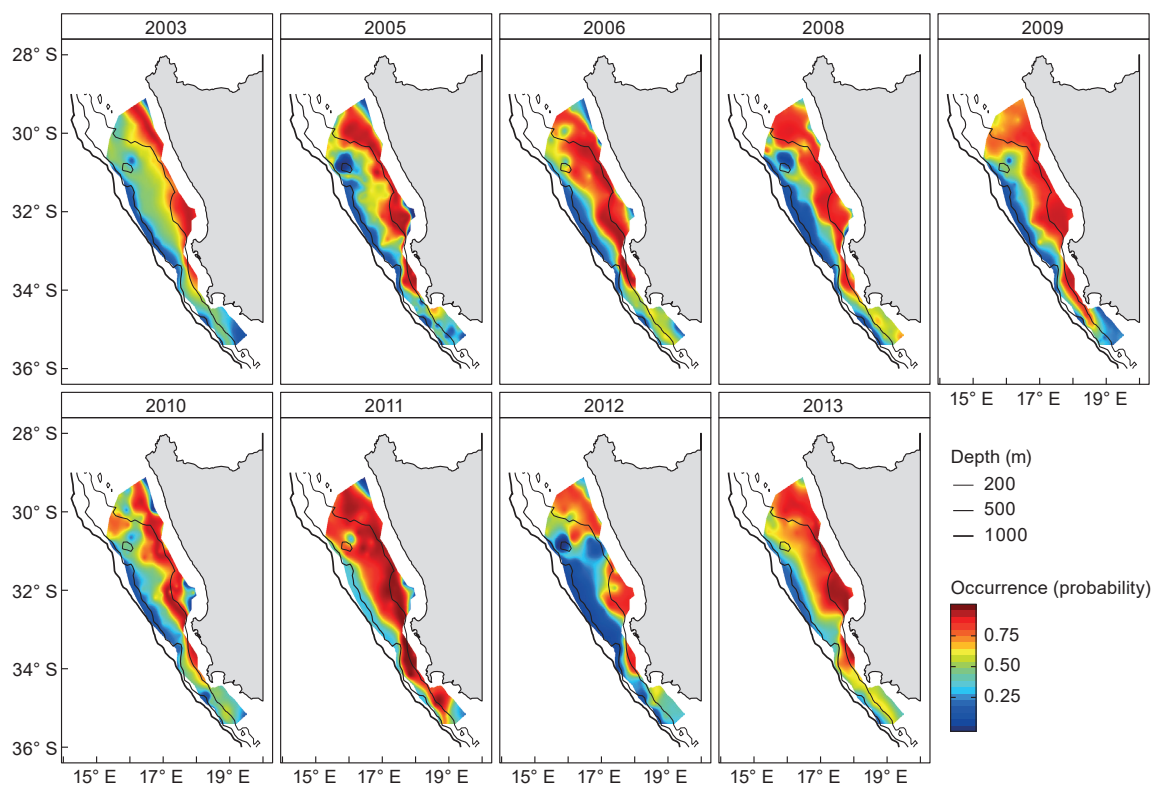 2003 2005 2006 2008 2009
28° S
30° S
32° S
34° S
36° S
15° E 17° E 19° E
2010 2011 2012 2013
28° S
30° S
32° S
34° S
36° S
15° E 17° E 19° E 15° E 17° E 19° E 15° E 17° E 19° E 15° E 17° E 19° E
Depth (m)
200
500
1000
Occurrence (probability)
0.75
0.50
0.25